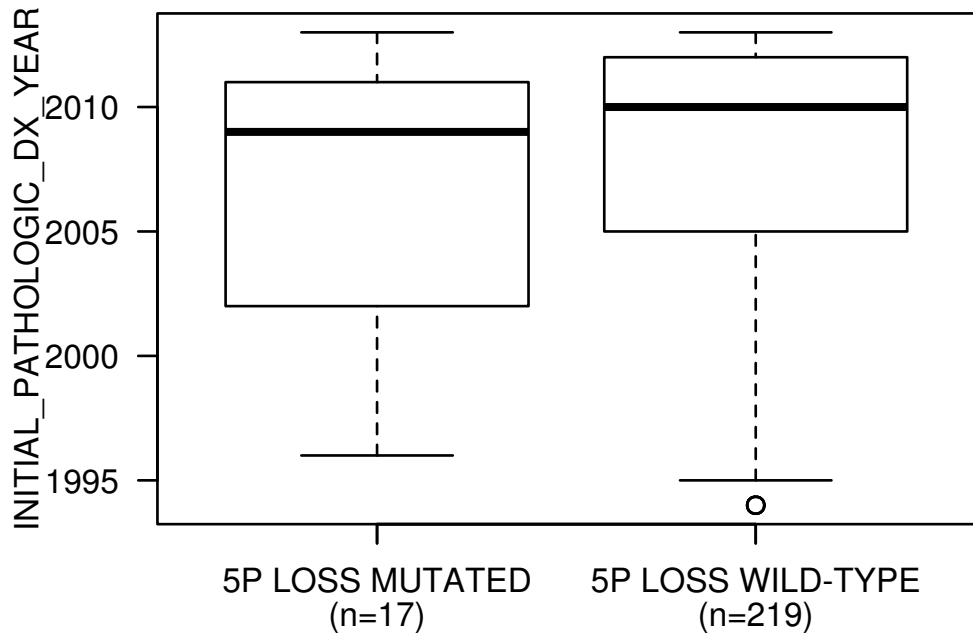 INITIAL_PATHOLOGIC_DX_YEAR
2010
2005
2000
1995
5P LOSS MUTATED
(n=17)
5P LOSS WILD-TYPE
(n=219)